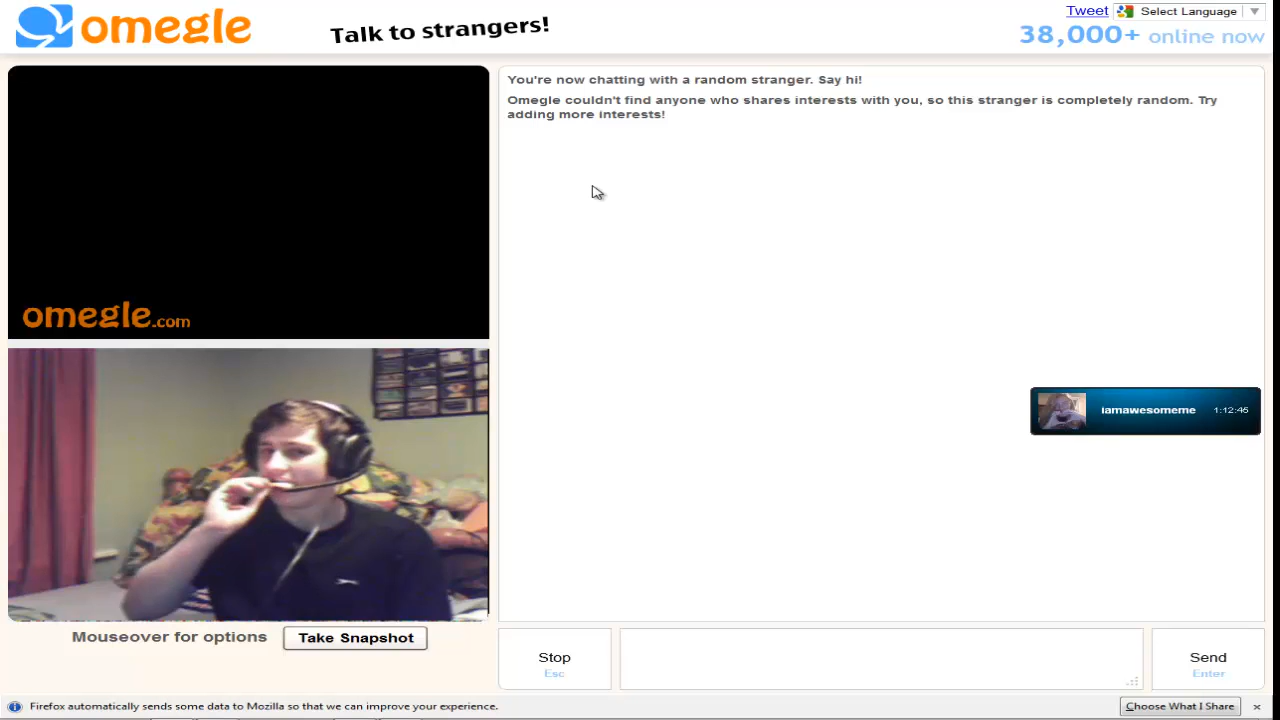 omegle
Talk to strangers!
Tweet
Select Language
38,000+ online now
You're now chatting with a random stranger. Say hi!
Omegle couldn't find anyone who shares interests with you, so this stranger is completely random. Try
adding more interests!
omegle.com
iamawesomeme 1:12:46
Mouseover for options
Take Snapshot
Stop
Esc
Send
Enter
Firefox automatically sends some data to Mozilla so that we can improve your experience.
Choose What I Share